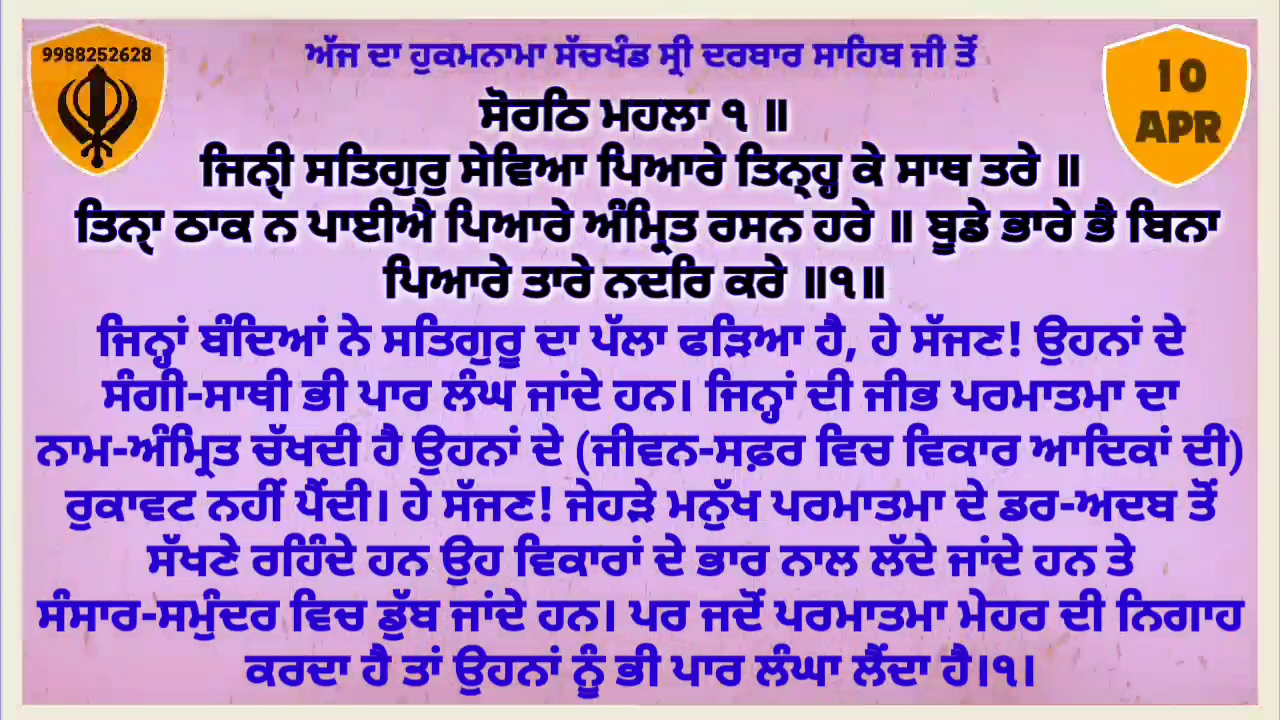 9988252628
ਅੱਜ ਦਾ ਹੁਕਮਨਾਮਾ ਸੱਚਖੰਡ ਸ੍ਰੀ ਦਰਬਾਰ ਸਾਹਿਬ ਜੀ ਤੋਂ
10
APR
ਸੋਰਠਿ ਮਹਲਾ ੧ ॥
ਜਿਨੑੀ ਸਤਿਗੁਰੁ ਸੇਵਿਆ ਪਿਆਰੇ ਤਿਨੑ ਕੇ ਸਾਥ ਤਰੇ ॥
ਤਿਨੑਾ ਠਾਕ ਨ ਪਾਈਐ ਪਿਆਰੇ ਅੰਮ੍ਰਿਤ ਰਸਨ ਹਰੇ ॥ ਬੂਡੇ ਭਾਰੇ ਭੈ ਬਿਨਾ
ਪਿਆਰੇ ਤਾਰੇ ਨਦਰਿ ਕਰੇ ॥੧॥
ਜਿਨ੍ਹਾਂ ਬੰਦਿਆਂ ਨੇ ਸਤਿਗੁਰੂ ਦਾ ਪੱਲਾ ਫੜਿਆ ਹੈ, ਹੇ ਸੱਜਣ! ਉਹਨਾਂ ਦੇ
ਸੰਗੀ-ਸਾਥੀ ਭੀ ਪਾਰ ਲੰਘ ਜਾਂਦੇ ਹਨ। ਜਿਨ੍ਹਾਂ ਦੀ ਜੀਭ ਪਰਮਾਤਮਾ ਦਾ
ਨਾਮ-ਅੰਮ੍ਰਿਤ ਚੱਖਦੀ ਹੈ ਉਹਨਾਂ ਦੇ (ਜੀਵਨ-ਸਫ਼ਰ ਵਿਚ ਵਿਕਾਰ ਆਦਿਕਾਂ ਦੀ)
ਰੁਕਾਵਟ ਨਹੀਂ ਪੈਂਦੀ। ਹੇ ਸੱਜਣ! ਜੇਹੜੇ ਮਨੁੱਖ ਪਰਮਾਤਮਾ ਦੇ ਡਰ-ਅਦਬ ਤੋਂ
ਸੱਖਣੇ ਰਹਿੰਦੇ ਹਨ ਉਹ ਵਿਕਾਰਾਂ ਦੇ ਭਾਰ ਨਾਲ ਲੱਦੇ ਜਾਂਦੇ ਹਨ ਤੇ
ਸੰਸਾਰ-ਸਮੁੰਦਰ ਵਿਚ ਡੁੱਬ ਜਾਂਦੇ ਹਨ। ਪਰ ਜਦੋਂ ਪਰਮਾਤਮਾ ਮੇਹਰ ਦੀ ਨਿਗਾਹ
ਕਰਦਾ ਹੈ ਤਾਂ ਉਹਨਾਂ ਨੂੰ ਭੀ ਪਾਰ ਲੰਘਾ ਲੈਂਦਾ ਹੈ।੧।